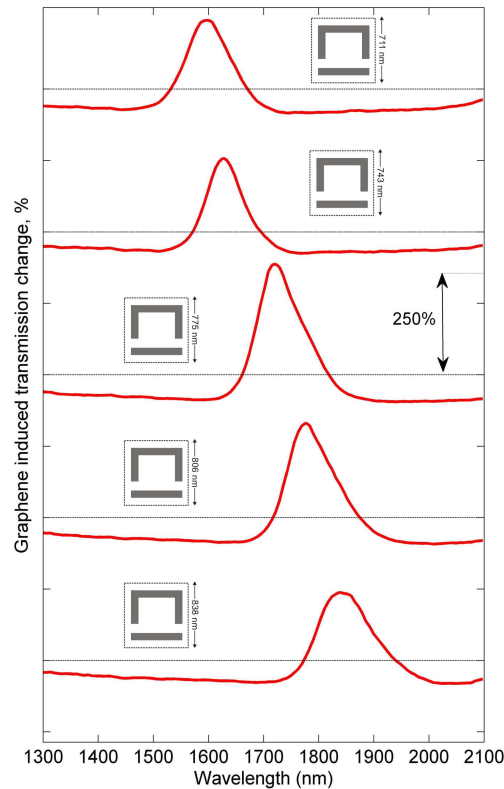 711 nm
743 nm
250%
775 nm
806 nm
838 nm
Graphene induced transmission change, %
1300 1400 1500 1600 1700 1800 1900 2000 2100
Wavelength (nm)